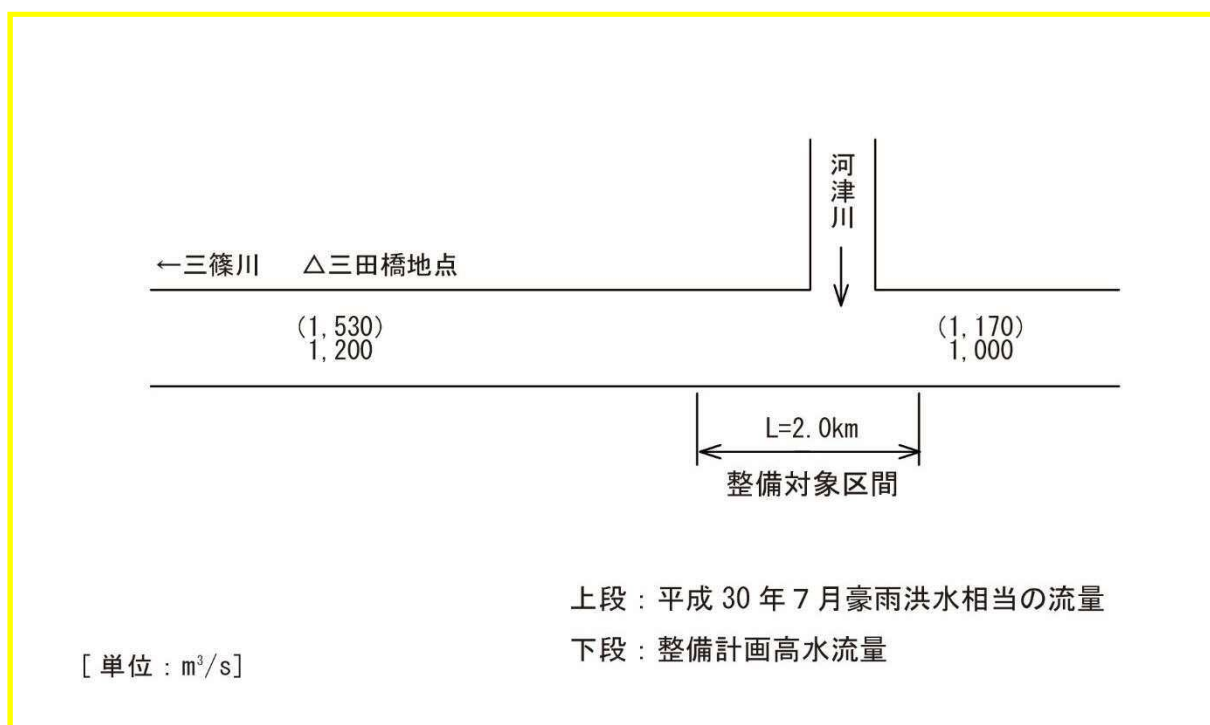 河津川
←三篠川 △三田橋地点
(1,530)
1,200
(1,170)
1,000
L=2.0km
整備対象区間
上段:平成30年7月豪雨洪水相当の流量
下段:整備計画高水流量
[単位:m³/s]